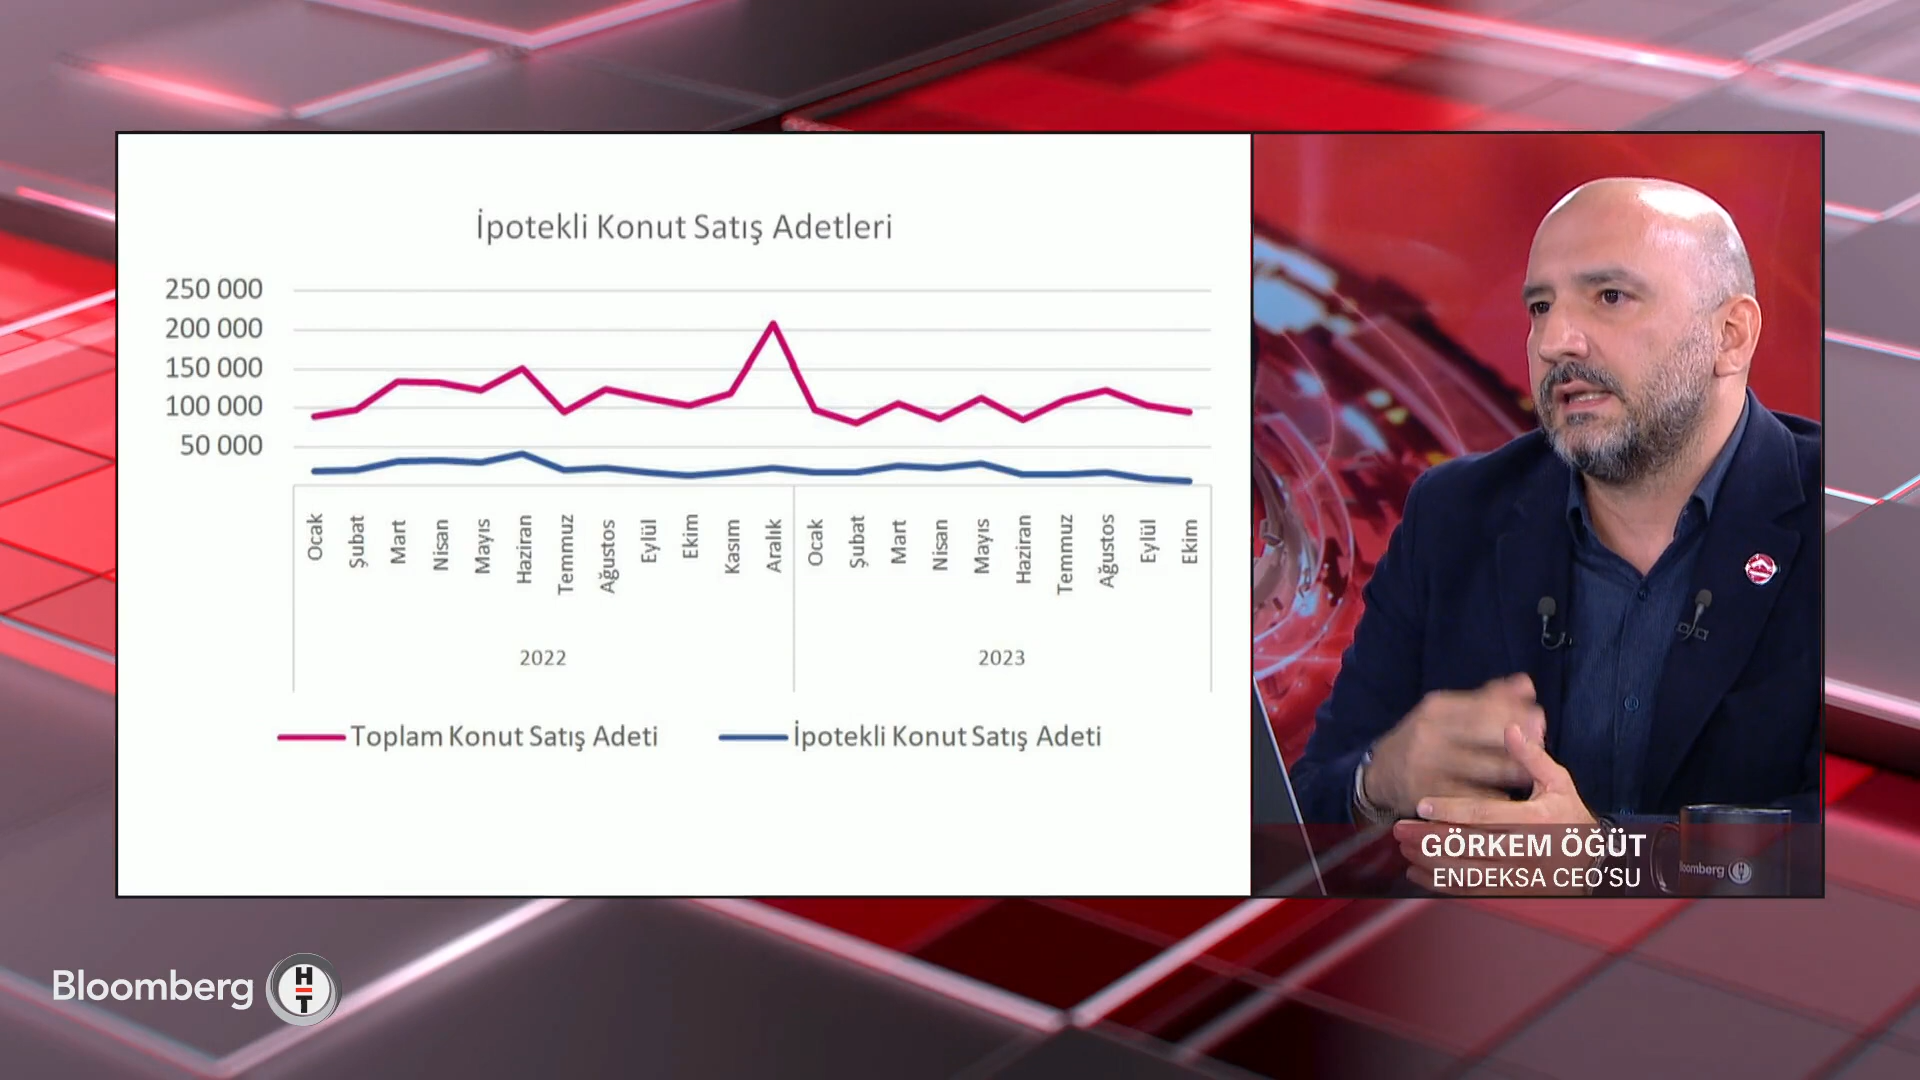 İpotekli Konut Satış Adetleri
250 000
200 000
150 000
100 000
50 000
Ocak
Şubat
Mart
Nisan
Mayıs
Haziran
Temmuz
Ağustos
Eylül
Ekim
Kasım
Aralık
Ocak
Şubat
Mart
Nisan
Mayıs
Haziran
Temmuz
Ağustos
Eylül
Ekim
2022
2023
Toplam Konut Satış Adeti
İpotekli Konut Satış Adeti
GÖRKEM ÖĞÜT
ENDEKSA CEO'SU
Bloomberg HT
Bloomberg HT